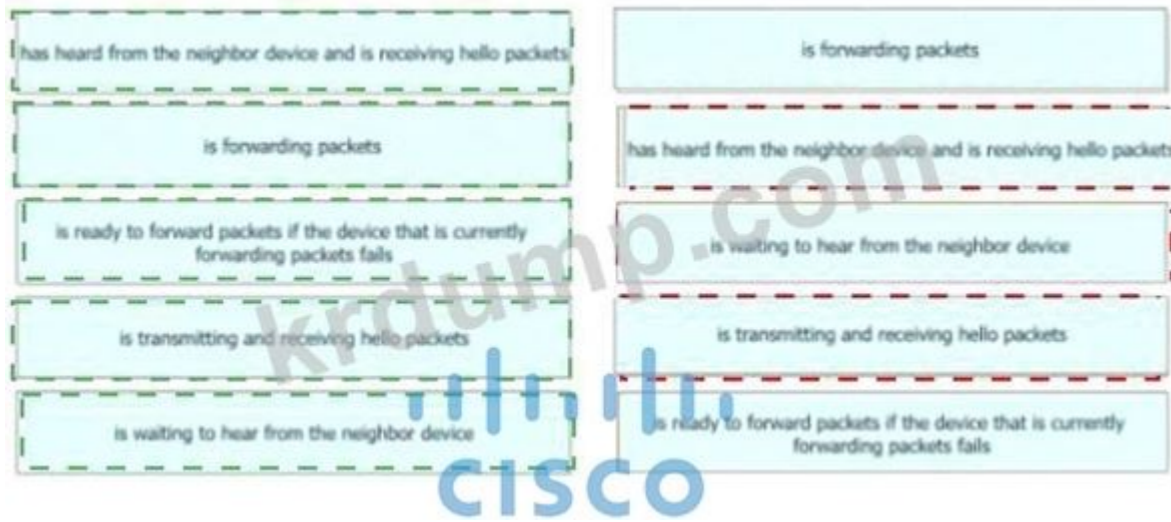 has heard from the neighbor device and is receiving hello packets
is forwarding packets
is ready to forward packets if the device that is currently
forwarding packets fails
is transmitting and receiving hello packets
is waiting to hear from the neighbor device
is forwarding packets
has heard from the neighbor device and is receiving hello packets
is waiting to hear from the neighbor device
is transmitting and receiving hello packets
is ready to forward packets if the device that is currently
forwarding packets fails
krdump.com
CISCO